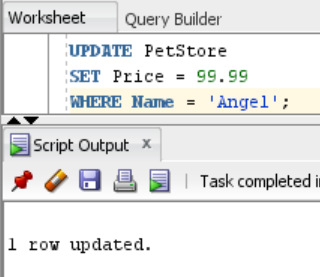 Worksheet Query Builder
UPDATE PetStore
SET Price = 99.99
WHERE Name = 'Angel';
Script Output x
Task completed i
1 row updated.